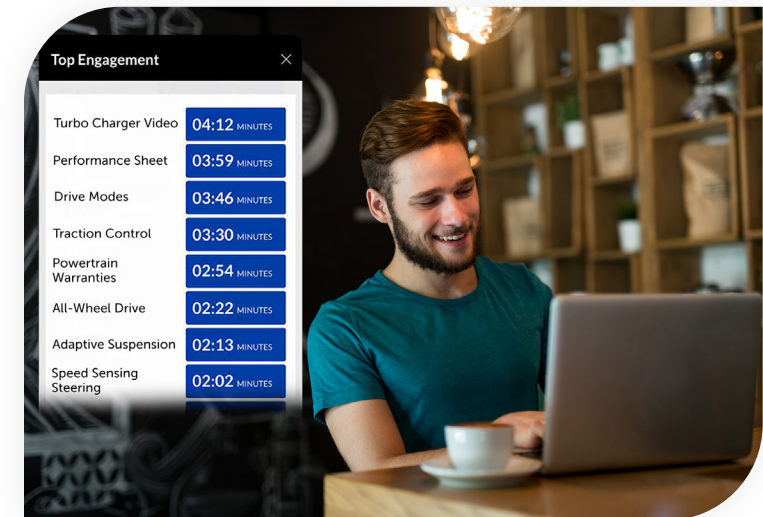 Top Engagement
Turbo Charger Video 04:12 MINUTES
Performance Sheet 03:59 MINUTES
Drive Modes 03:46 MINUTES
Traction Control 03:30 MINUTES
Powertrain
Warranties 02:54 MINUTES
All-Wheel Drive 02:22 MINUTES
Adaptive Suspension 02:13 MINUTES
Speed Sensing
Steering 02:02 MINUTES